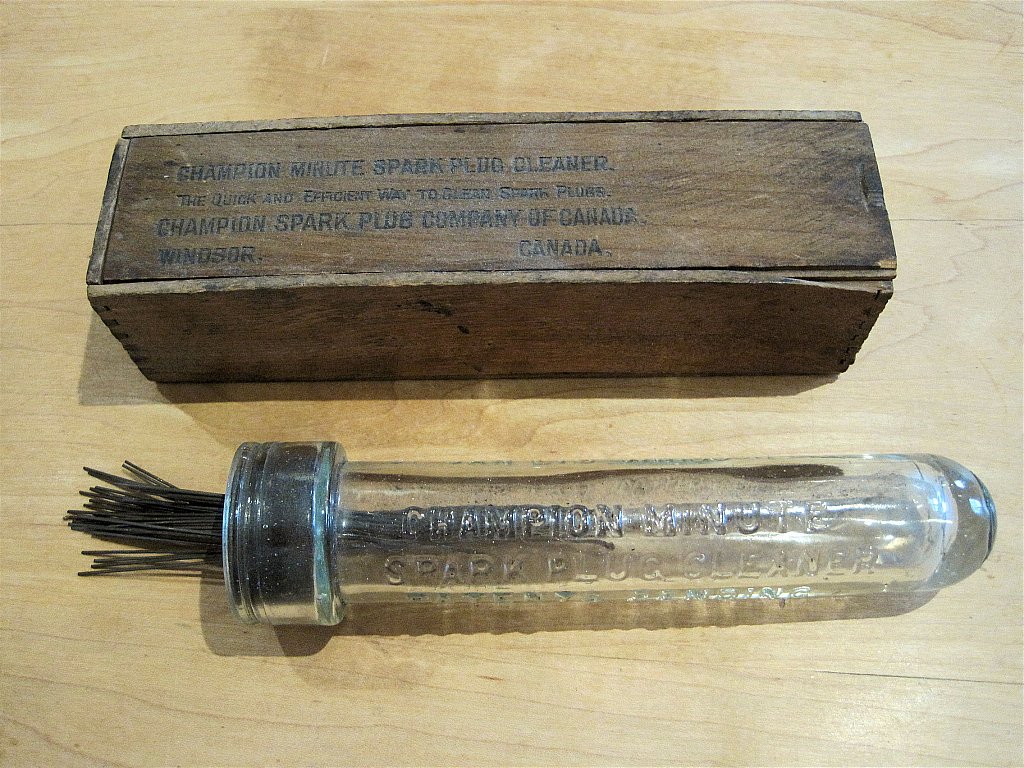 CHAMPION MINUTE SPARK PLUG CLEANER.
THE QUICK AND EFFICIENT WAY TO CLEAN SPARK PLUGS.
CHAMPION SPARK PLUG COMPANY OF CANADA.
WINDSOR. CANADA.
CHAMPION MINUTE
SPARK PLUG CLEANER